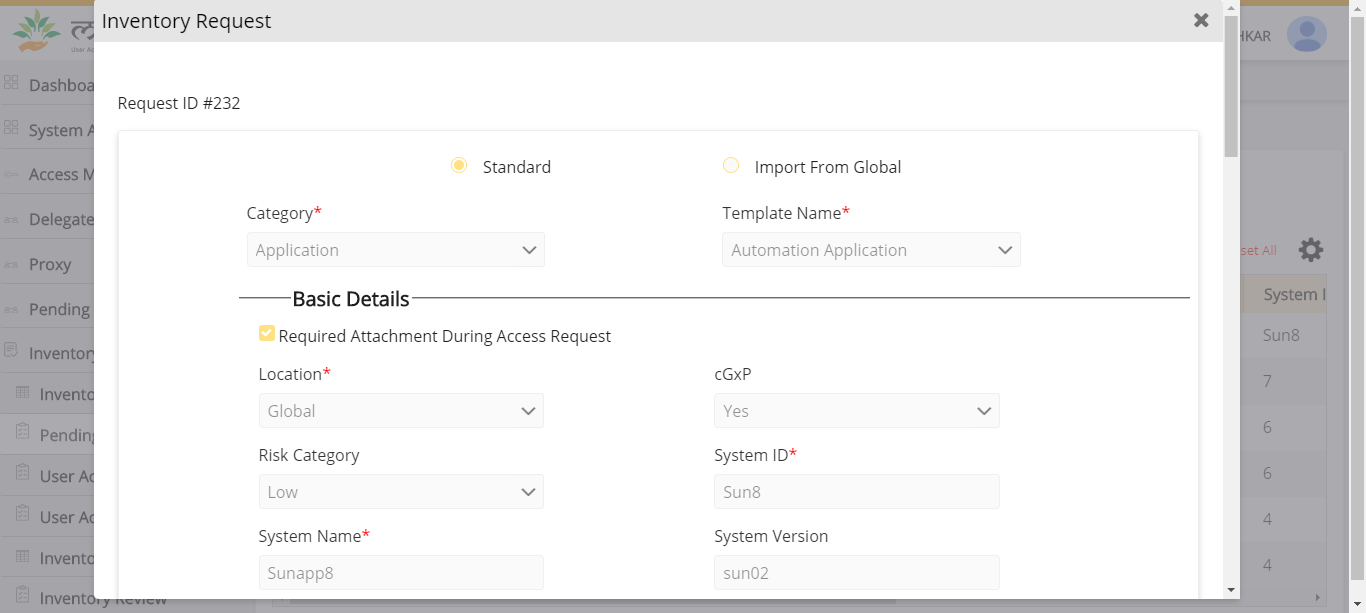 Inventory Request
HKAR
User Ac
Dashboa
System A
Access M
Delegate
Proxy
Pending
Inventory
Invento
Pending
User Ac
User Ac
Invento
Inventory Review
Request ID #232
Standard
Import From Global
Category*
Template Name*
Application
Automation Application
Basic Details
Required Attachment During Access Request
Location*
cGxP
Global
Yes
Risk Category
System ID*
Low
Sun8
System Name*
System Version
Sunapp8
sun02
set All
System I
Sun8
7
6
6
4
4